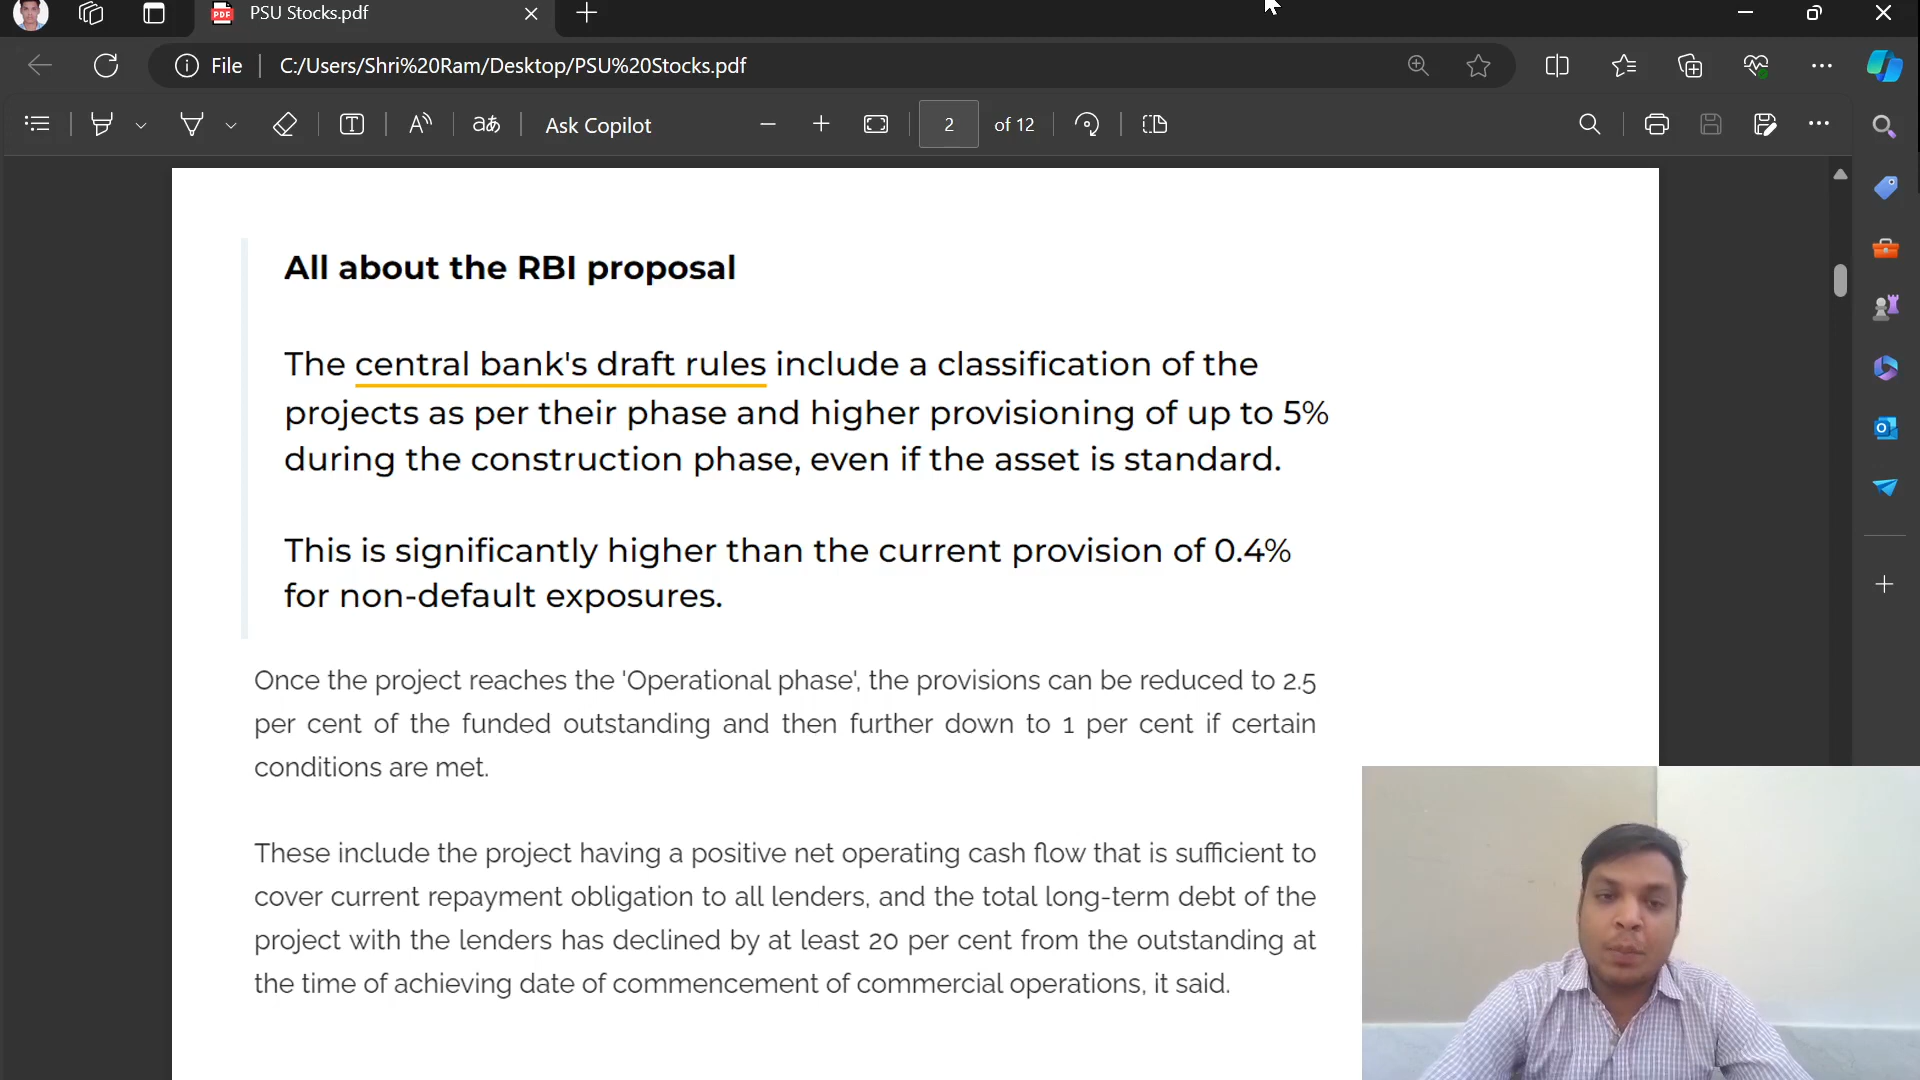 PSU Stocks.pdf
File
C:/Users/Shri%20Ram/Desktop/PSU%20Stocks.pdf
Ask Copilot
2
of 12
All about the RBI proposal
The central bank's draft rules include a classification of the
projects as per their phase and higher provisioning of up to 5%
during the construction phase, even if the asset is standard.
This is significantly higher than the current provision of 0.4%
for non-default exposures.
Once the project reaches the 'Operational phase', the provisions can be reduced to 2.5
per cent of the funded outstanding and then further down to 1 per cent if certain
conditions are met.
These include the project having a positive net operating cash flow that is sufficient to
cover current repayment obligation to all lenders, and the total long-term debt of the
project with the lenders has declined by at least 20 per cent from the outstanding at
the time of achieving date of commencement of commercial operations, it said.